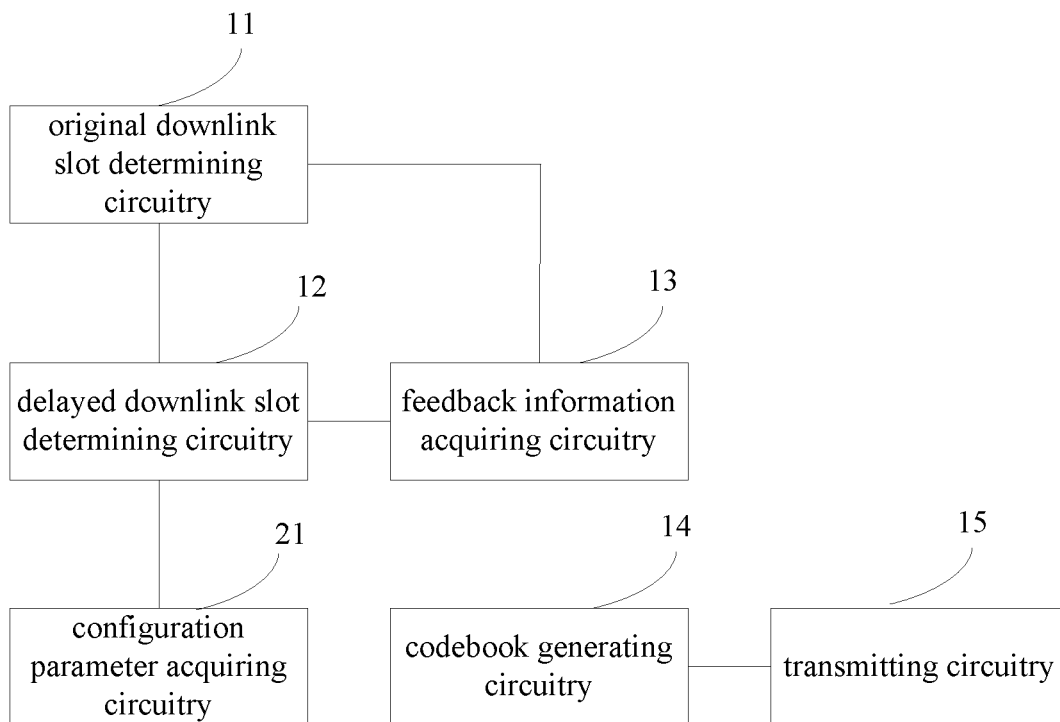 11
original downlink
slot determining
circuitry
12
13
delayed downlink slot
determining circuitry
feedback information
acquiring circuitry
21
14
15
configuration
parameter acquiring
circuitry
codebook generating
circuitry
transmitting circuitry